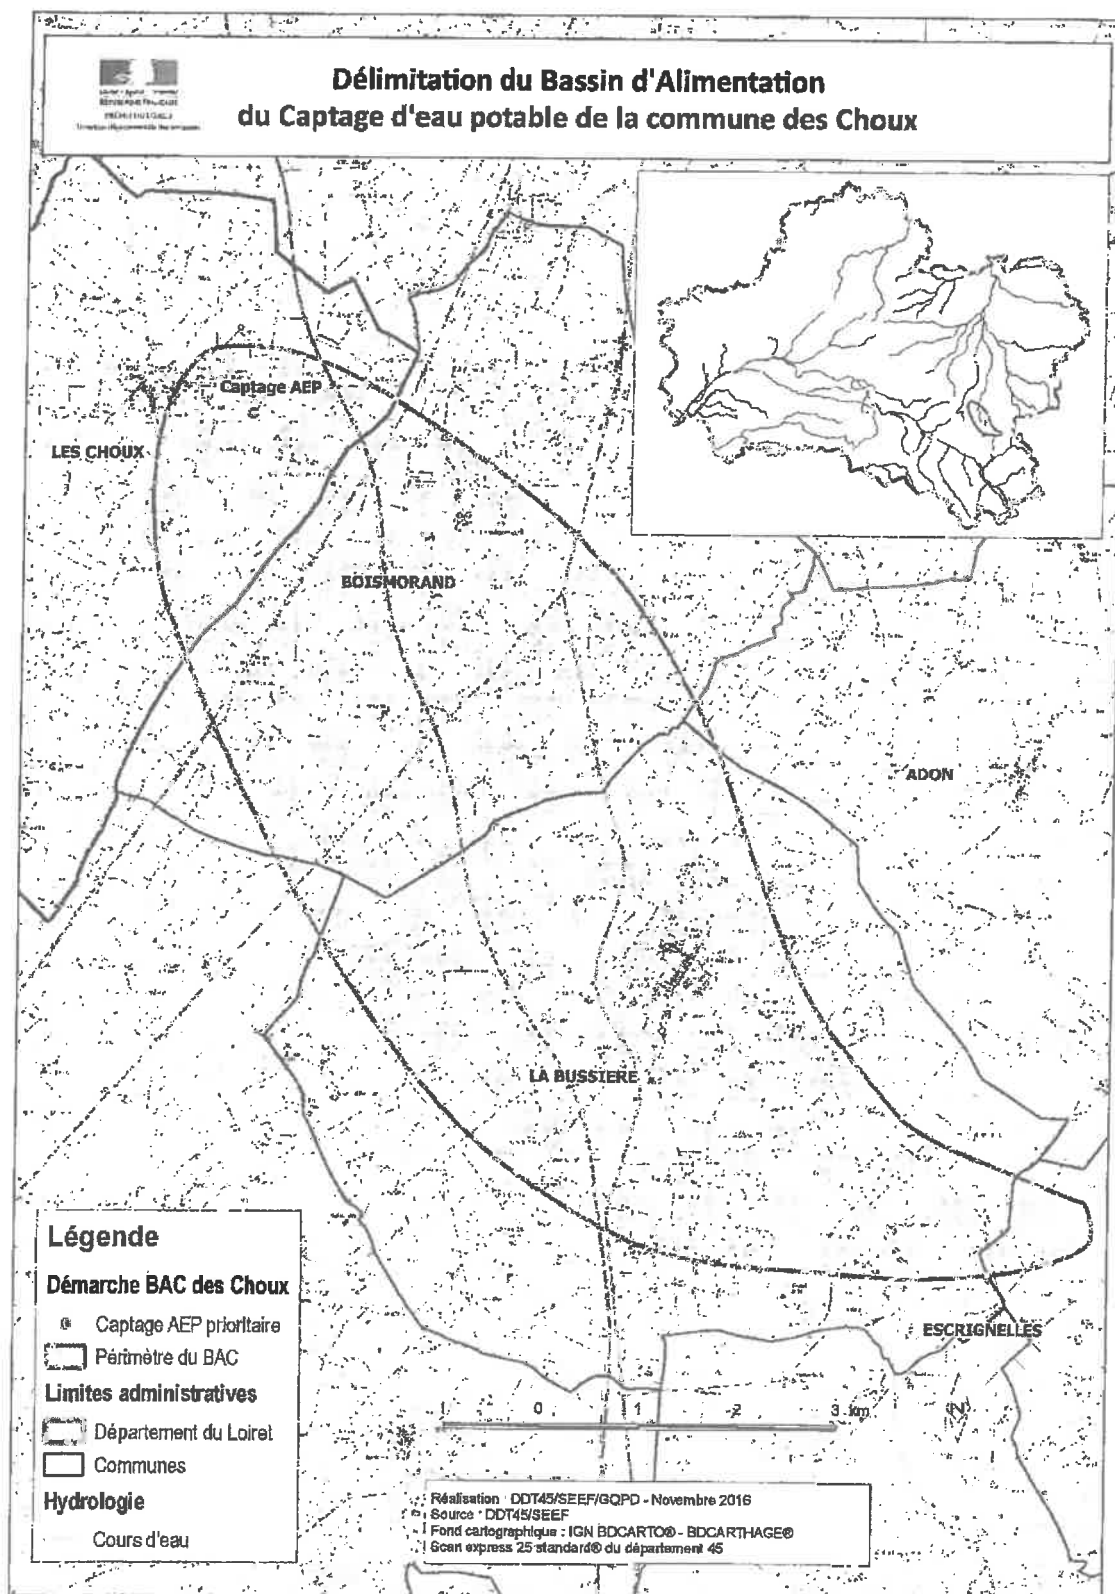 Délimitation du Bassin d'Alimentation
du Captage d'eau potable de la commune des Choux
RÉPUBLIQUE FRANÇAISE
Captage AEP
LES CHOUX
BOISMORAND
ADON
LA BUSSIERE
ESCRIGNELLES
Légende
Démarche BAC des Choux
Captage AEP prioritaire
Périmètre du BAC
Limites administratives
Département du Loiret
Communes
Hydrologie
Cours d'eau
1 0 1 2 3 km
Réalisation : DDT45/SEEF/GQPD - Novembre 2016
Source : DDT45/SEEF
Fond cartographique : IGN BDCARTO® - BDCARTHAGE®
Scan express 25 standard® du département 45